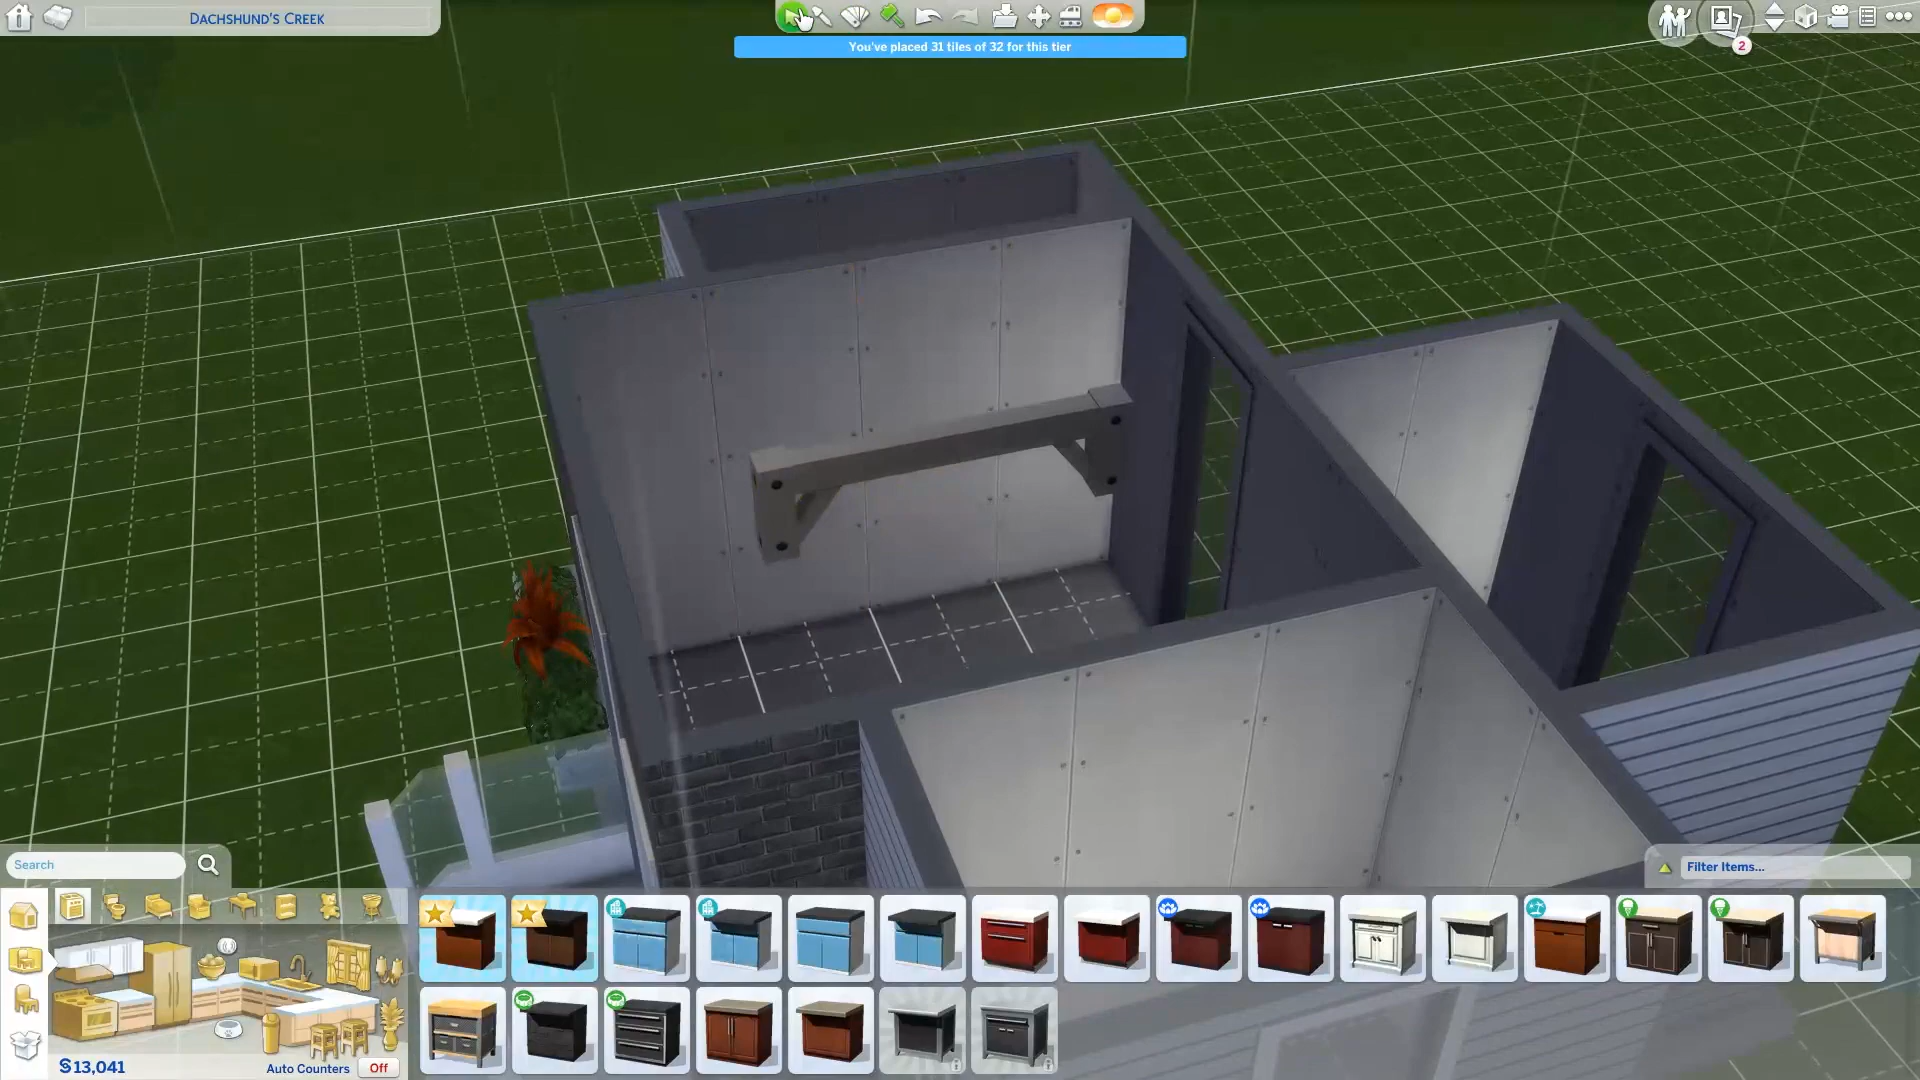 DACHSHUND'S CREEK
You've placed 31 tiles of 32 for this tier
2
Search
Filter Items...
§13,041
Auto Counters Off